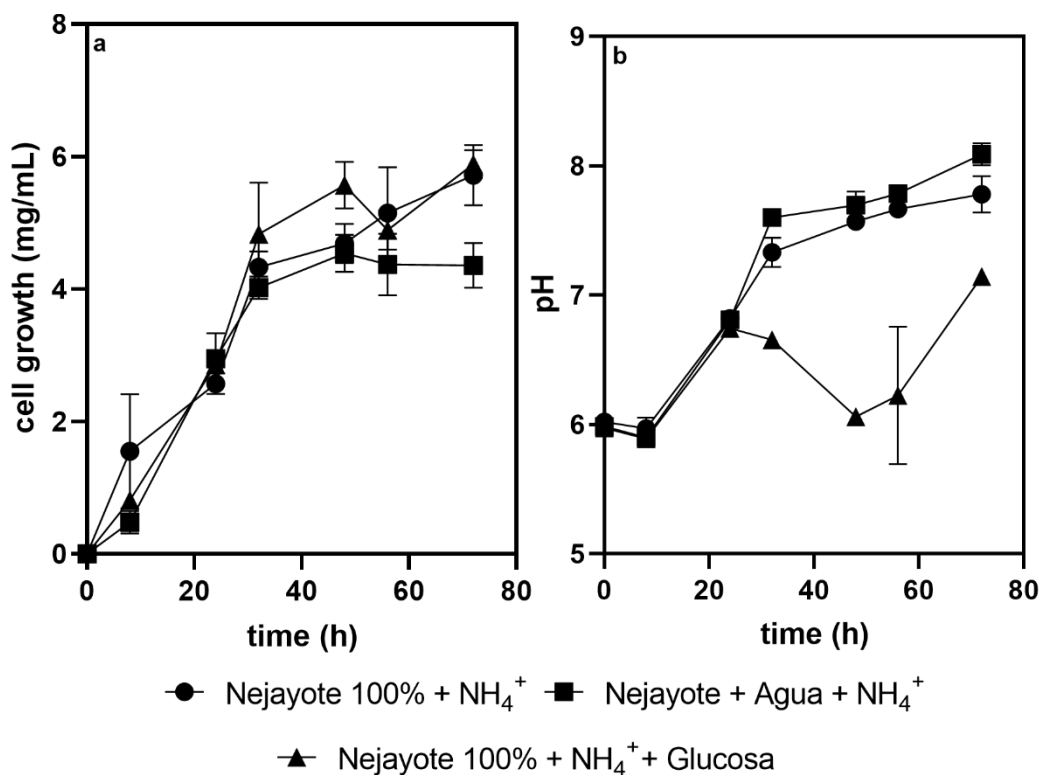 a
8
6
4
2
0
cell growth (mg/mL)
0 20 40 60 80
time (h)
b
9
8
7
6
5
pH
0 20 40 60 80
time (h)
Nejayote 100% + NH₄⁺ Nejayote + Agua + NH₄⁺
Nejayote 100% + NH₄⁺ + Glucosa